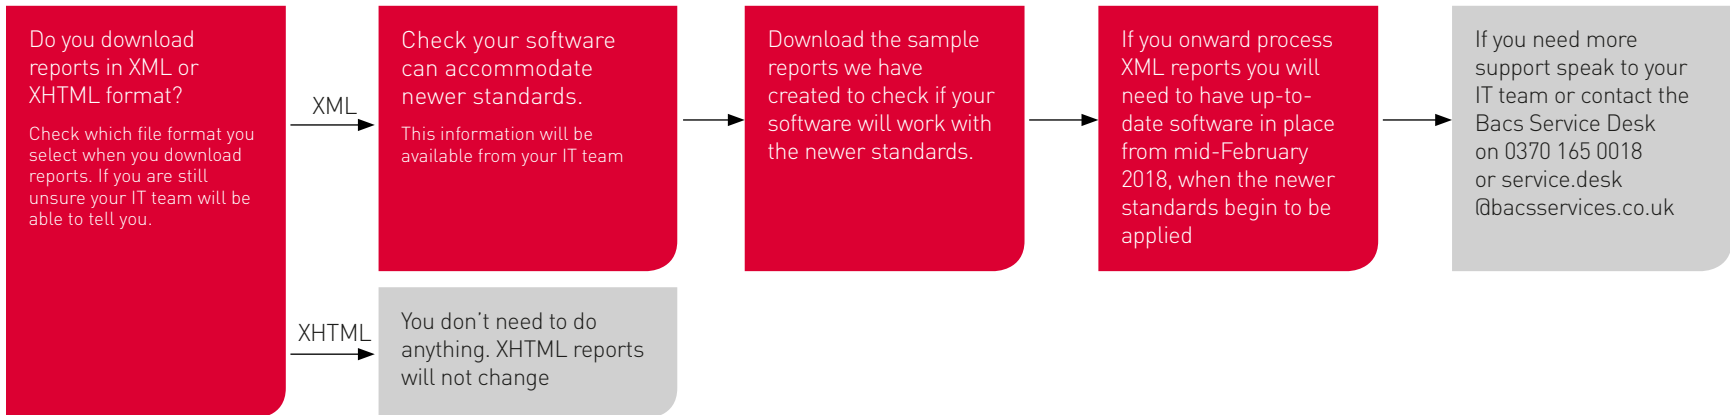 Do you download
reports in XML or
XHTML format?
Check which file format you
select when you download
reports. If you are still
unsure your IT team will be
able to tell you.
XML
Check your software
can accommodate
newer standards.
This information will be
available from your IT team
Download the sample
reports we have
created to check if your
software will work with
the newer standards.
If you onward process
XML reports you will
need to have up-to-
date software in place
from mid-February
2018, when the newer
standards begin to be
applied
If you need more
support speak to your
IT team or contact the
Bacs Service Desk
on 0370 165 0018
or service.desk
@bacsservices.co.uk
XHTML
You don’t need to do
anything. XHTML reports
will not change